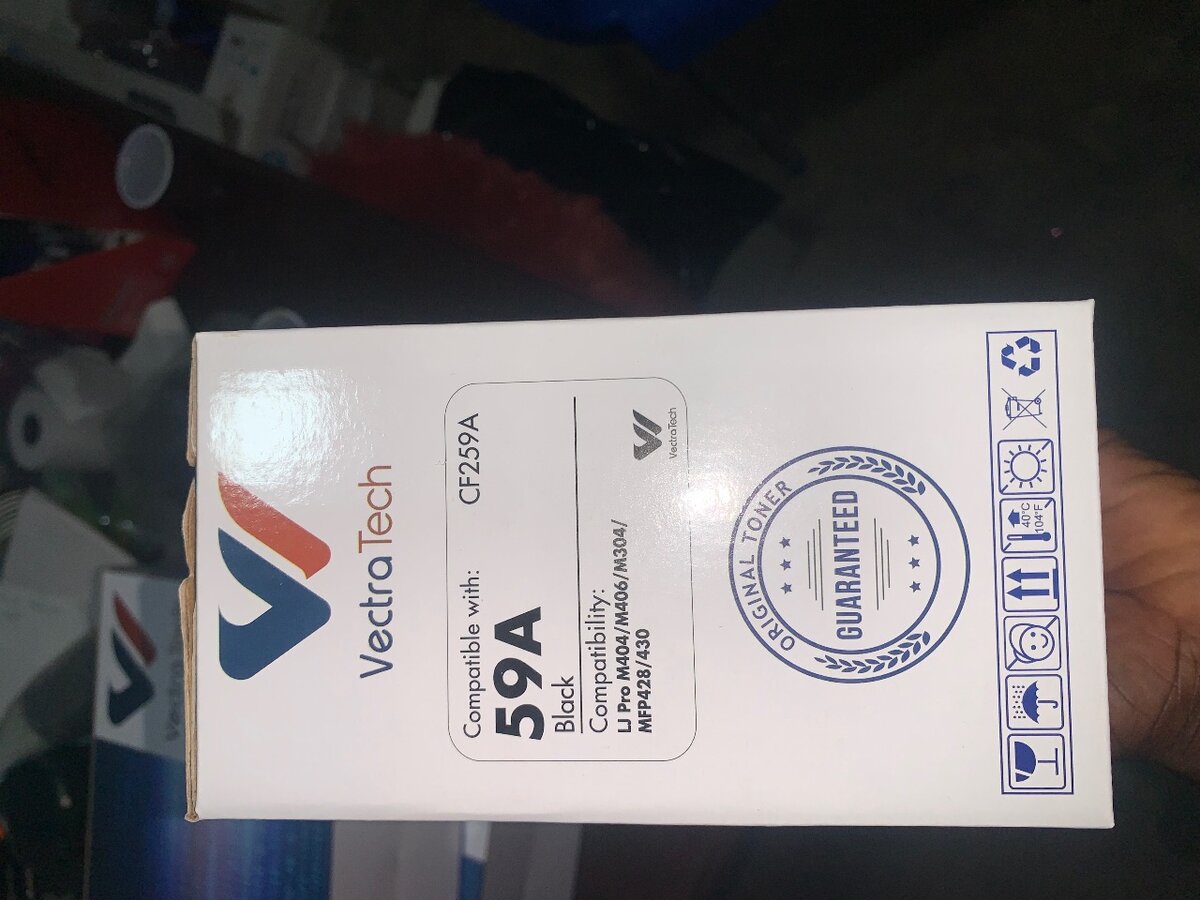 VectraTech
Compatible with: CF259A
59A
Black
Compatibility:
LJ Pro M404/M406/M304/
MFP428/430
VectraTech
ORIGINAL TONER
GUARANTEED
40°C
104°F